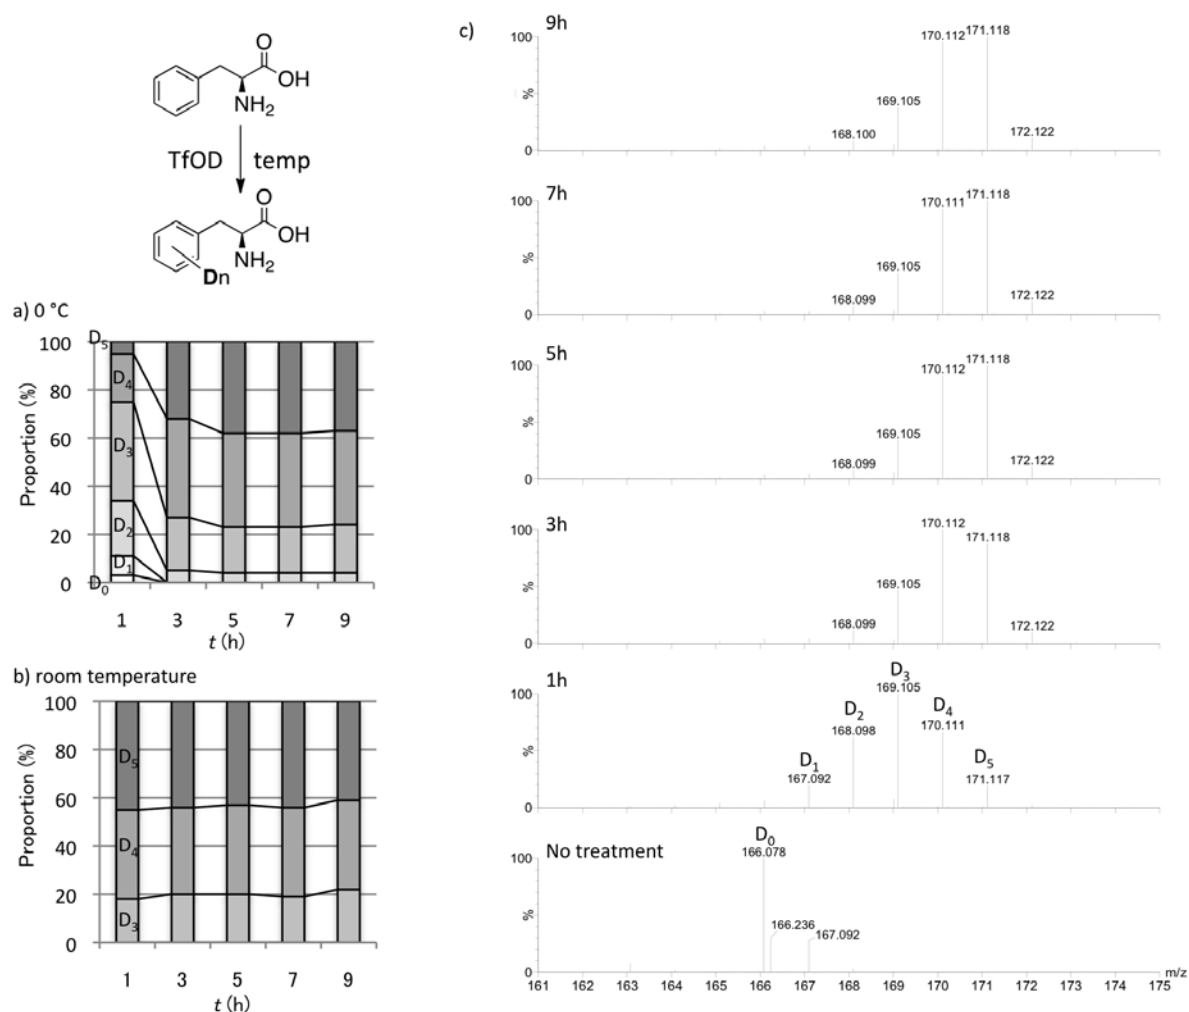 O
OH
NH2
TfOD temp
O
OH
NH2
Dn
a) 0 °C
Proportion (%)
100
80
60
40
20
0
D5
D4
D3
D2
D1
D0
1 3 5 7 9
t (h)
b) room temperature
Proportion (%)
100
80
60
40
20
0
D5
D4
D3
1 3 5 7 9
t (h)
c)
9h
100
%
0
168.100
169.105
170.112
171.118
172.122
7h
100
%
0
168.099
169.105
170.111
171.118
172.122
5h
100
%
0
168.099
169.105
170.112
171.118
172.122
3h
100
%
0
168.099
169.105
170.112
171.118
172.122
1h
100
%
0
D1
167.092
D2
168.098
D3
169.105
D4
170.111
D5
171.117
No treatment
100
%
0
D0
166.078
166.236
167.092
161 162 163 164 165 166 167 168 169 170 171 172 173 174 175
m/z